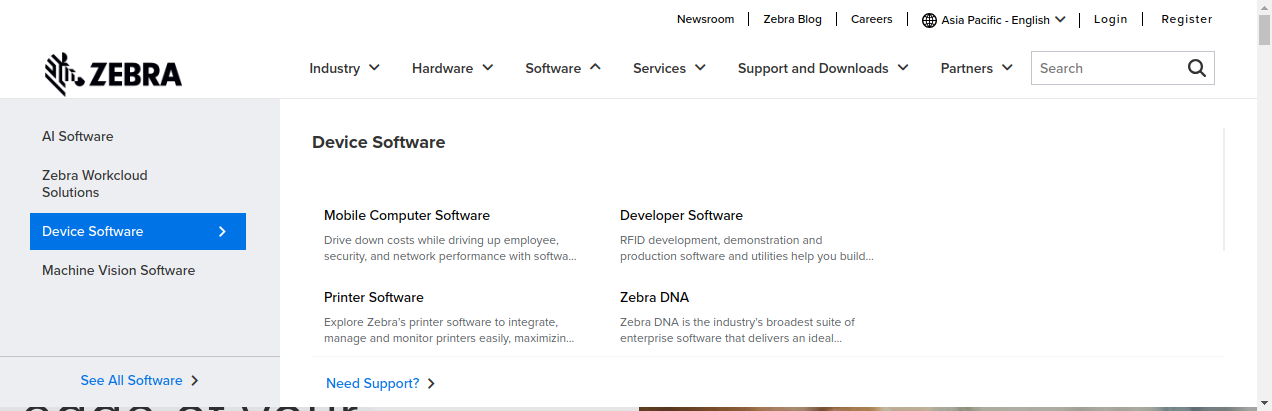 Newsroom
Zebra Blog
Careers
Asia Pacific - English
Login
Register
ZEBRA
Industry
Hardware
Software
Services
Support and Downloads
Partners
Search
AI Software
Zebra Workcloud
Solutions
Device Software
Machine Vision Software
See All Software
Device Software
Mobile Computer Software
Drive down costs while driving up employee,
security, and network performance with softwa...
Developer Software
RFID development, demonstration and
production software and utilities help you build...
Printer Software
Explore Zebra's printer software to integrate,
manage and monitor printers easily, maximizin...
Zebra DNA
Zebra DNA is the industry's broadest suite of
enterprise software that delivers an ideal...
Need Support?
edge of your